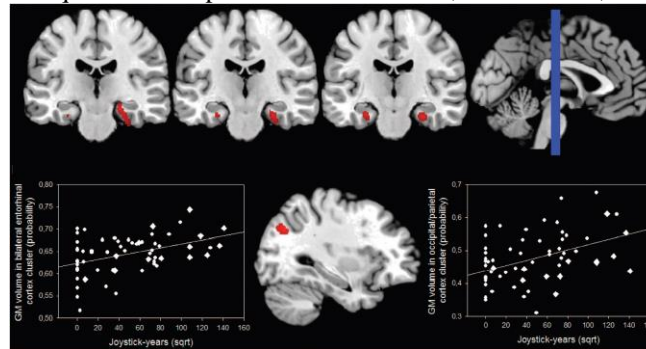 GM volume in bilateral entorhinal
cortex cluster (probability)
0,80
0,75
0,70
0,65
0,60
0,55
0,50
0 20 40 60 80 100 120 140 160
Joystick-years (sqrt)
GM volume in occipital/parietal
cortex cluster (probability)
0,7
0,6
0,5
0,4
0,3
0 20 40 60 80 100 120 140
Joystick-years (sqrt)